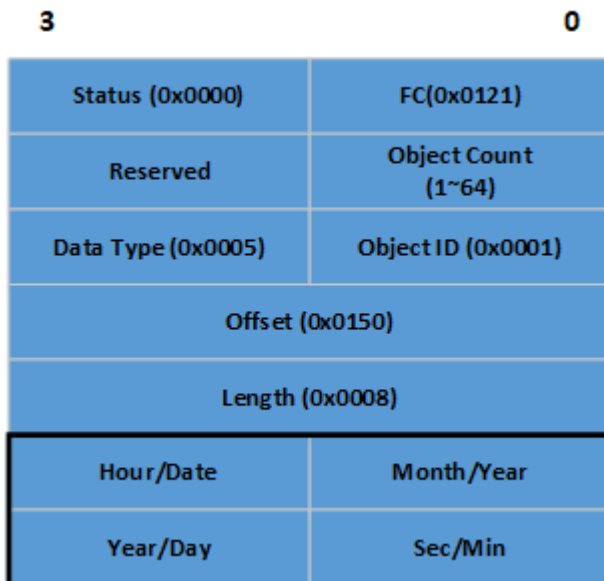 3 0
Status (0x0000) FC(0x0121)
Reserved Object Count
(1~64)
Data Type (0x0005) Object ID (0x0001)
Offset (0x0150)
Length (0x0008)
Hour/Date Month/Year
Year/Day Sec/Min